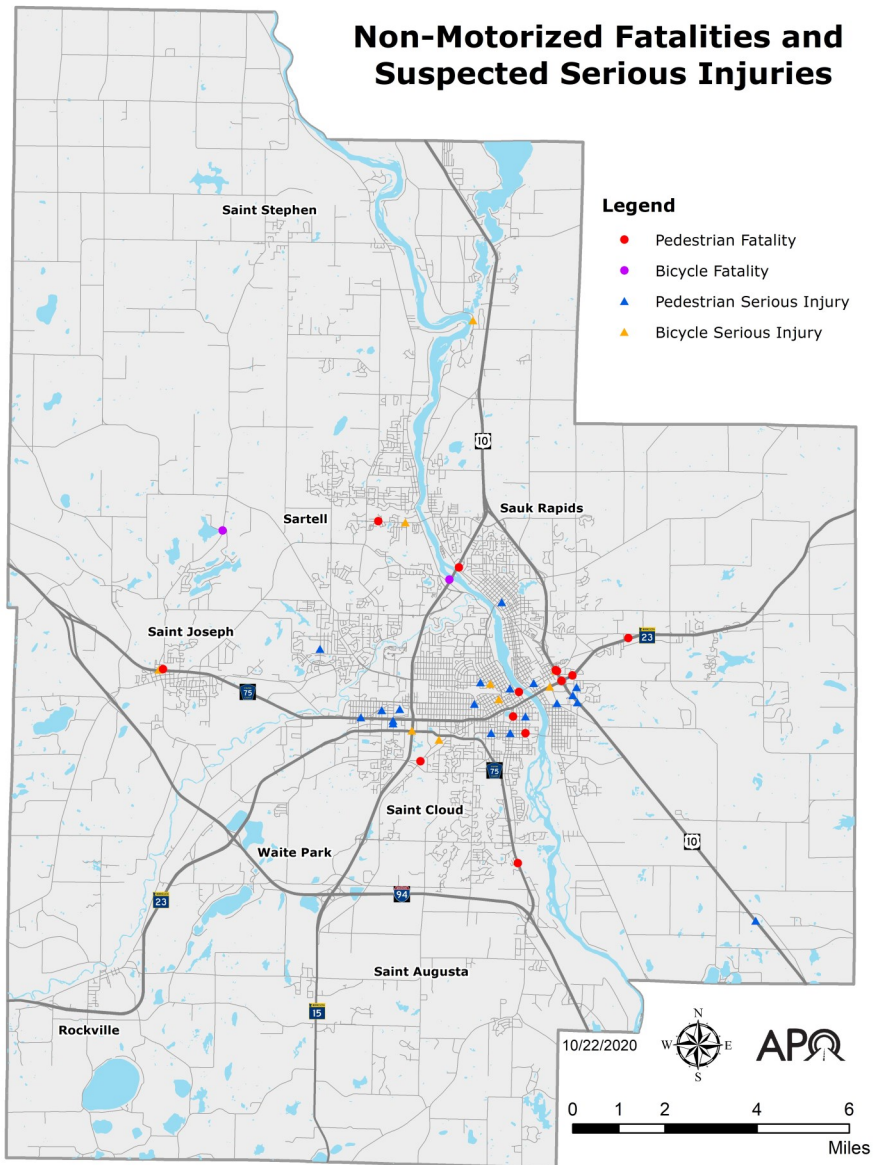 Non-Motorized Fatalities and
Suspected Serious Injuries
Saint Stephen
Legend
Pedestrian Fatality
Bicycle Fatality
Pedestrian Serious Injury
Bicycle Serious Injury
10
Sartell
Sauk Rapids
Saint Joseph
23
75
75
Saint Cloud
10
Waite Park
94
23
Saint Augusta
15
Rockville
10/22/2020
N
W
E
S
APO
0 1 2 4 6
Miles